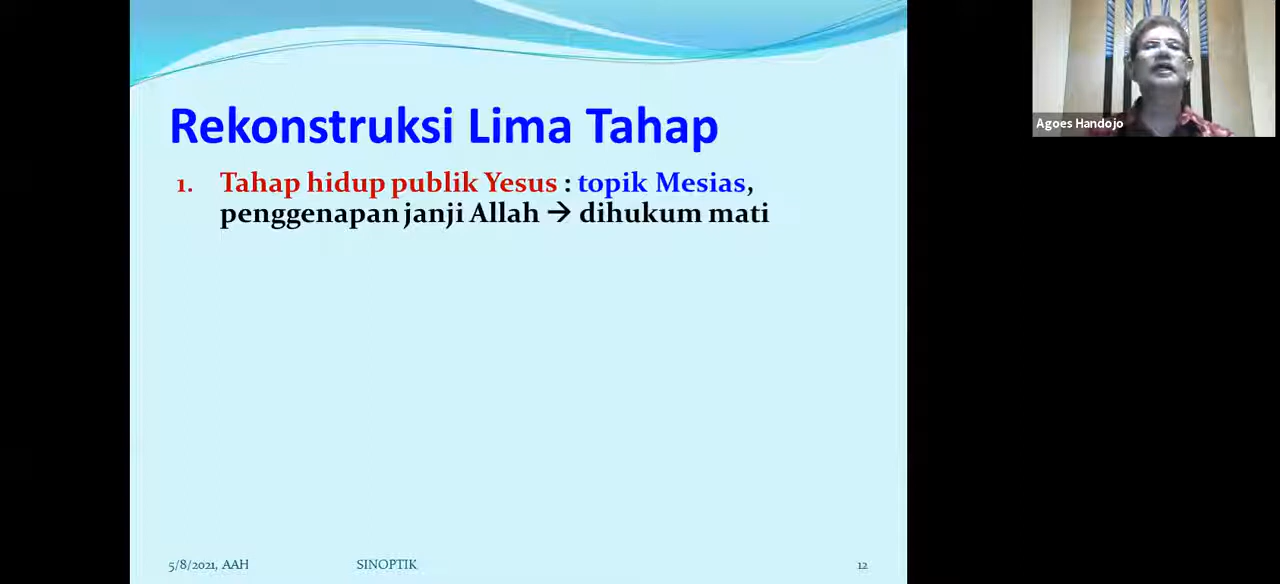 Rekonstruksi Lima Tahap
1. Tahap hidup publik Yesus : topik Mesias,
penggenapan janji Allah → dihukum mati
5/8/2021, AAH SINOPTIK 12
Agoes Handojo